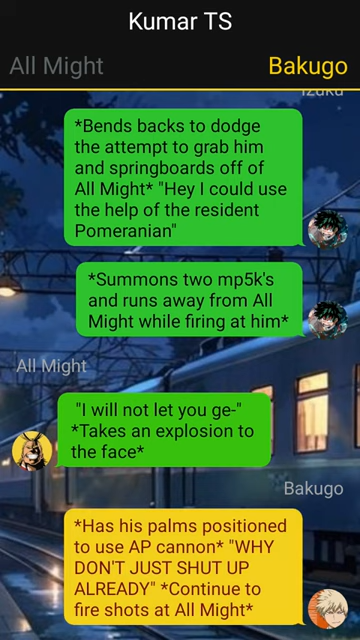 Kumar TS
All Might
Bakugo
Izuku
*Bends backs to dodge
the attempt to grab him
and springboards off of
All Might* "Hey I could use
the help of the resident
Pomeranian"
*Summons two mp5k's
and runs away from All
Might while firing at him*
All Might
"I will not let you ge-"
*Takes an explosion to
the face*
Bakugo
*Has his palms positioned
to use AP cannon* "WHY
DON'T JUST SHUT UP
ALREADY" *Continue to
fire shots at All Might*